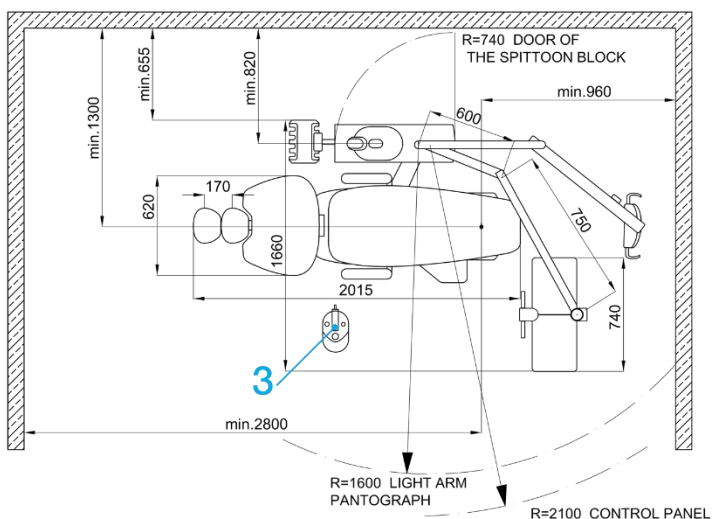 R=740 DOOR OF
THE SPITTOON BLOCK
min.655
min.820
min.1300
min.960
600
170
620
1660
750
2015
740
3
min.2800
R=1600 LIGHT ARM
PANTOGRAPH
R=2100 CONTROL PANEL